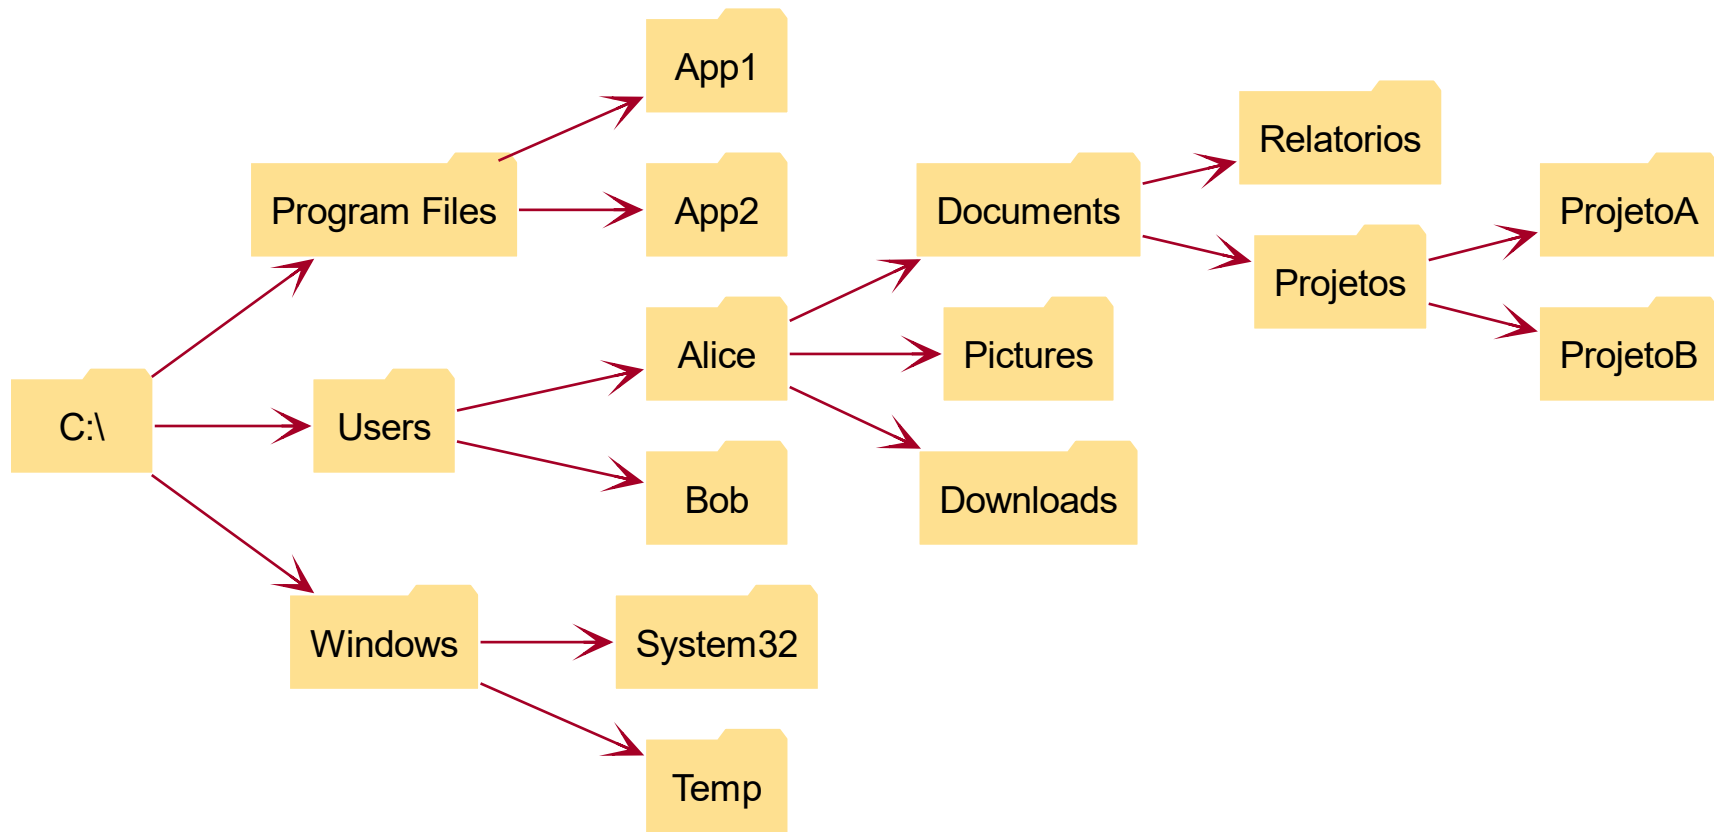 C:\
Program Files
App1
App2
Users
Alice
Documents
Relatorios
Projetos
ProjetoA
ProjetoB
Pictures
Downloads
Bob
Windows
System32
Temp